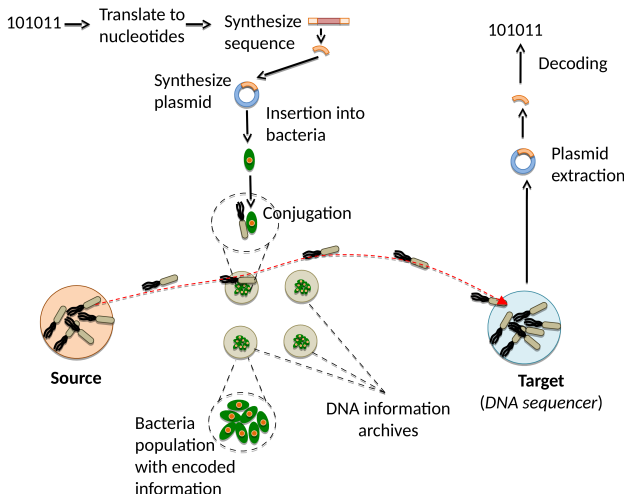 101011
Translate to
nucleotides
Synthesize
sequence
Synthesize
plasmid
Insertion into
bacteria
Conjugation
101011
Decoding
Plasmid
extraction
Source
Target
(DNA sequencer)
DNA information
archives
Bacteria
population
with encoded
information